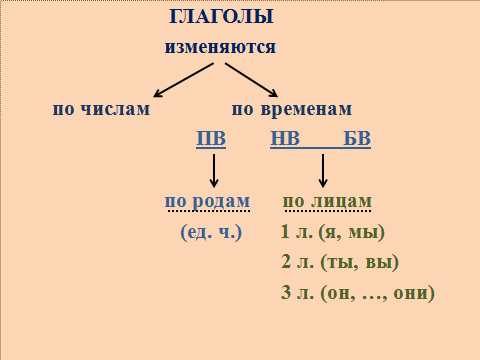 ГЛАГОЛЫ
изменяются
по числам по временам
ПВ НВ БВ
по родам по лицам
(ед. ч.) 1 л. (я, мы)
2 л. (ты, вы)
3 л. (он, …, они)